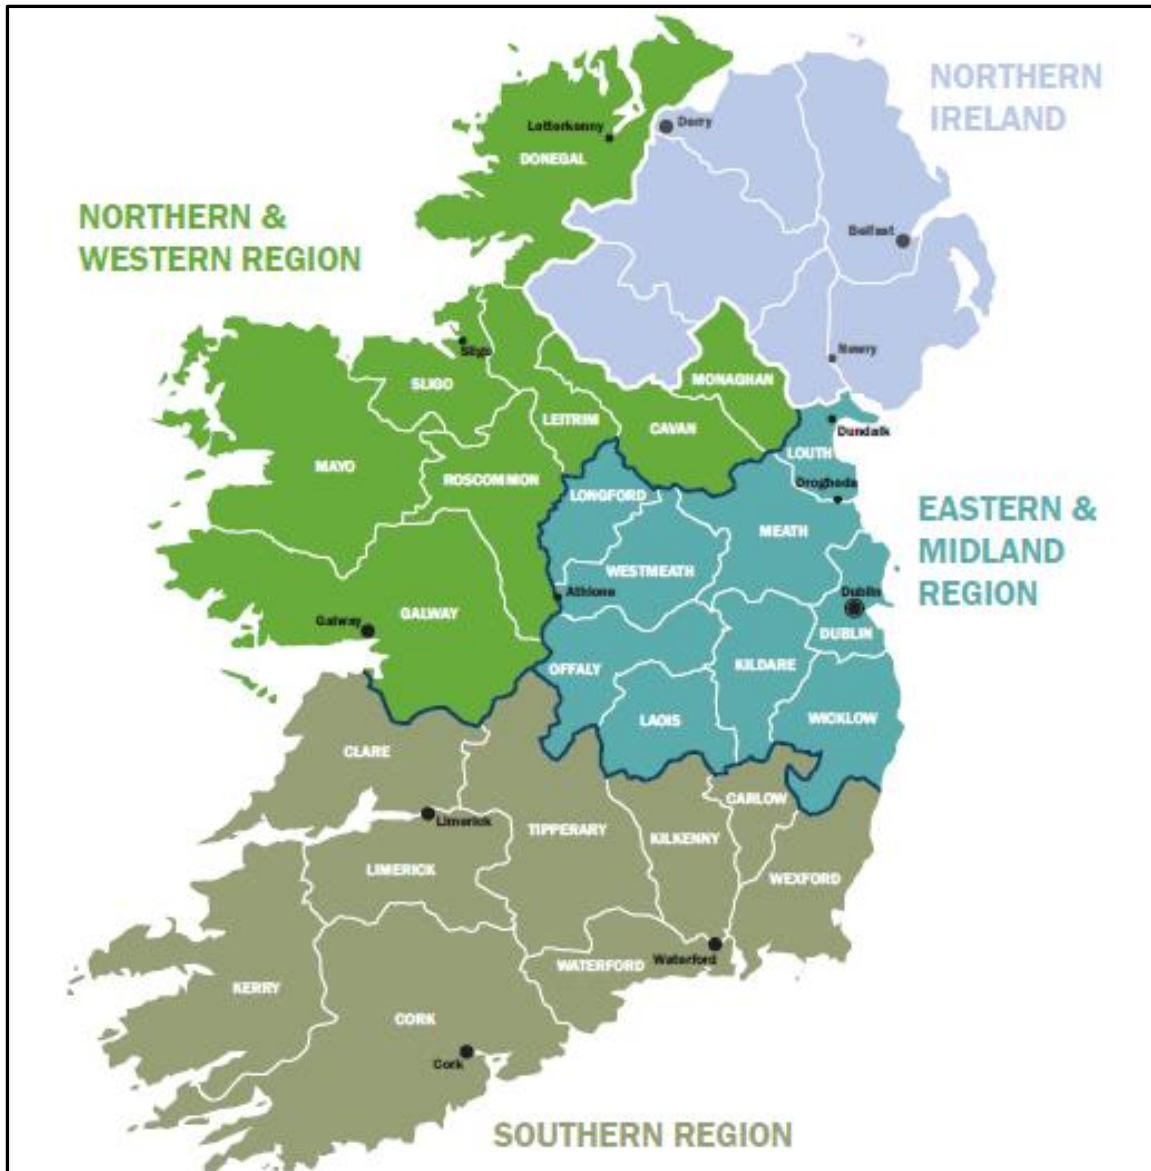 NORTHERN
IRELAND
Letterkenny
Derry
DONEGAL
NORTHERN &
WESTERN REGION
Belfast
Sligo
Newry
SLIGO
MONAGHAN
LEITRIM
CAVAN
Dundalk
LOUTH
MAYO
ROSCOMMON
Drogheda
LONGFORD
EASTERN &
MIDLAND
REGION
MEATH
WESTMEATH
Athlone
Dublin
GALWAY
Galway
DUBLIN
OFFALY
KILDARE
LAOIS
WICKLOW
CLARE
CARLOW
Limerick
TIPPERARY
KILKENNY
LIMERICK
WEXFORD
WATERFORD
Waterford
KERRY
CORK
Cork
SOUTHERN REGION